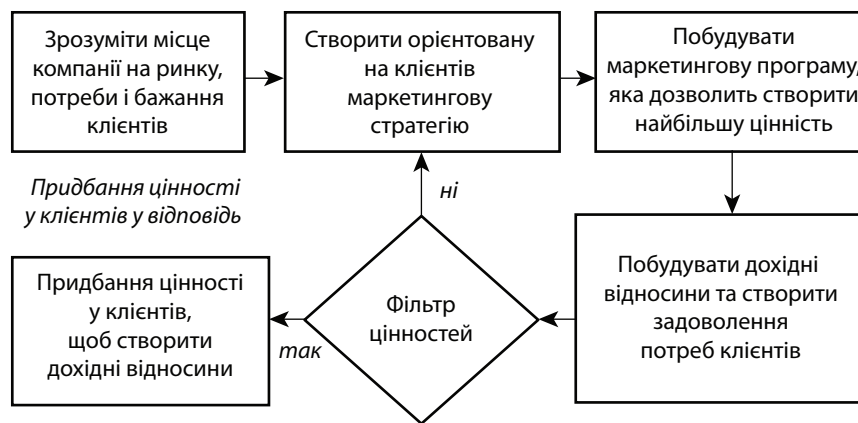 Зрозуміти місце
компанії на ринку,
потреби і бажання
клієнтів
Створити орієнтовану
на клієнтів
маркетингову
стратегію
Побудувати
маркетингову програму,
яка дозволить створити
найбільшу цінність
Придбання цінності
у клієнтів у відповідь
ні
Придбання цінності
у клієнтів,
щоб створити
дохідні відносини
так
Фільтр
цінностей
Побудувати дохідні
відносини та створити
задоволення
потреб клієнтів